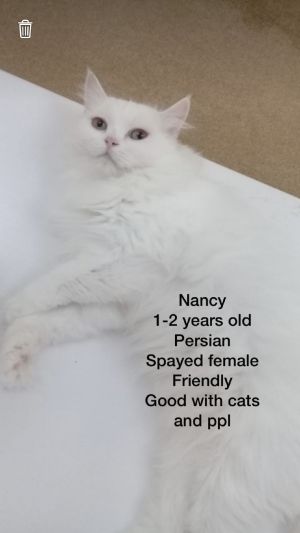 Nancy
1-2 years old
Persian
Spayed female
Friendly
Good with cats
and ppl